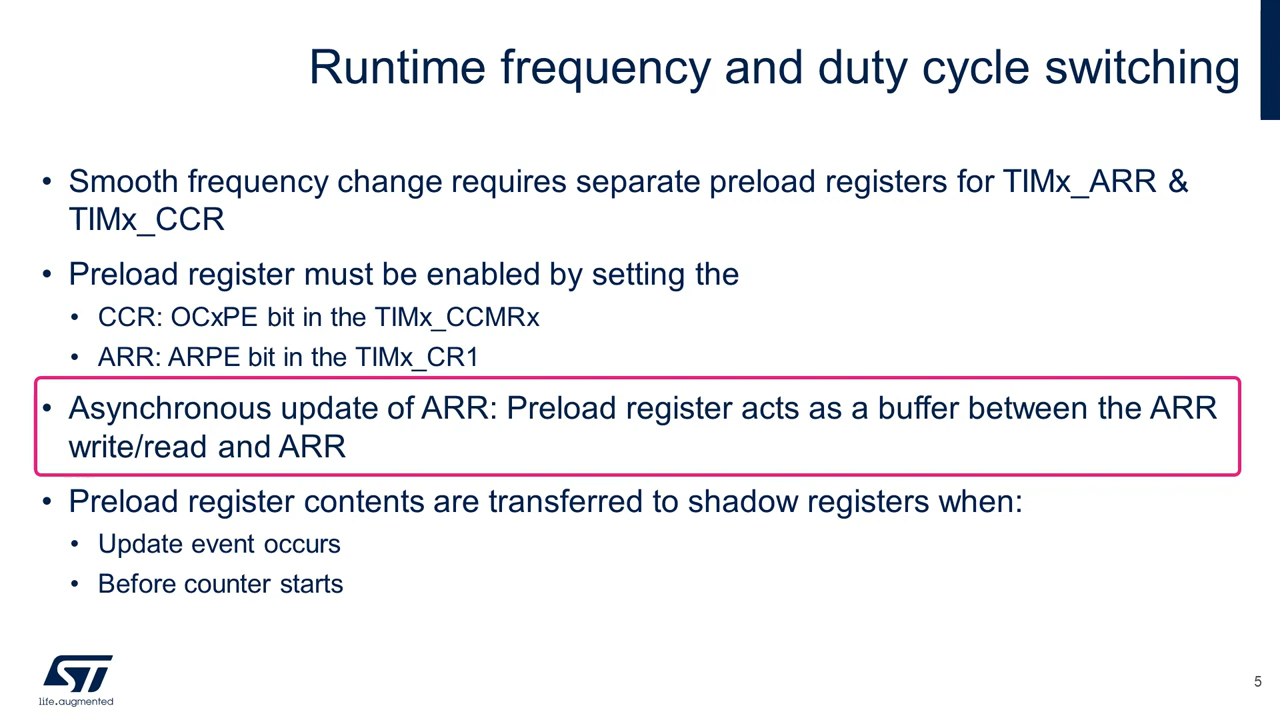 Runtime frequency and duty cycle switching
• Smooth frequency change requires separate preload registers for TIMx_ARR &
TIMx_CCR
• Preload register must be enabled by setting the
• CCR: OCxPE bit in the TIMx_CCMRx
• ARR: ARPE bit in the TIMx_CR1
• Asynchronous update of ARR: Preload register acts as a buffer between the ARR
write/read and ARR
• Preload register contents are transferred to shadow registers when:
• Update event occurs
• Before counter starts
ST
life.augmented
5